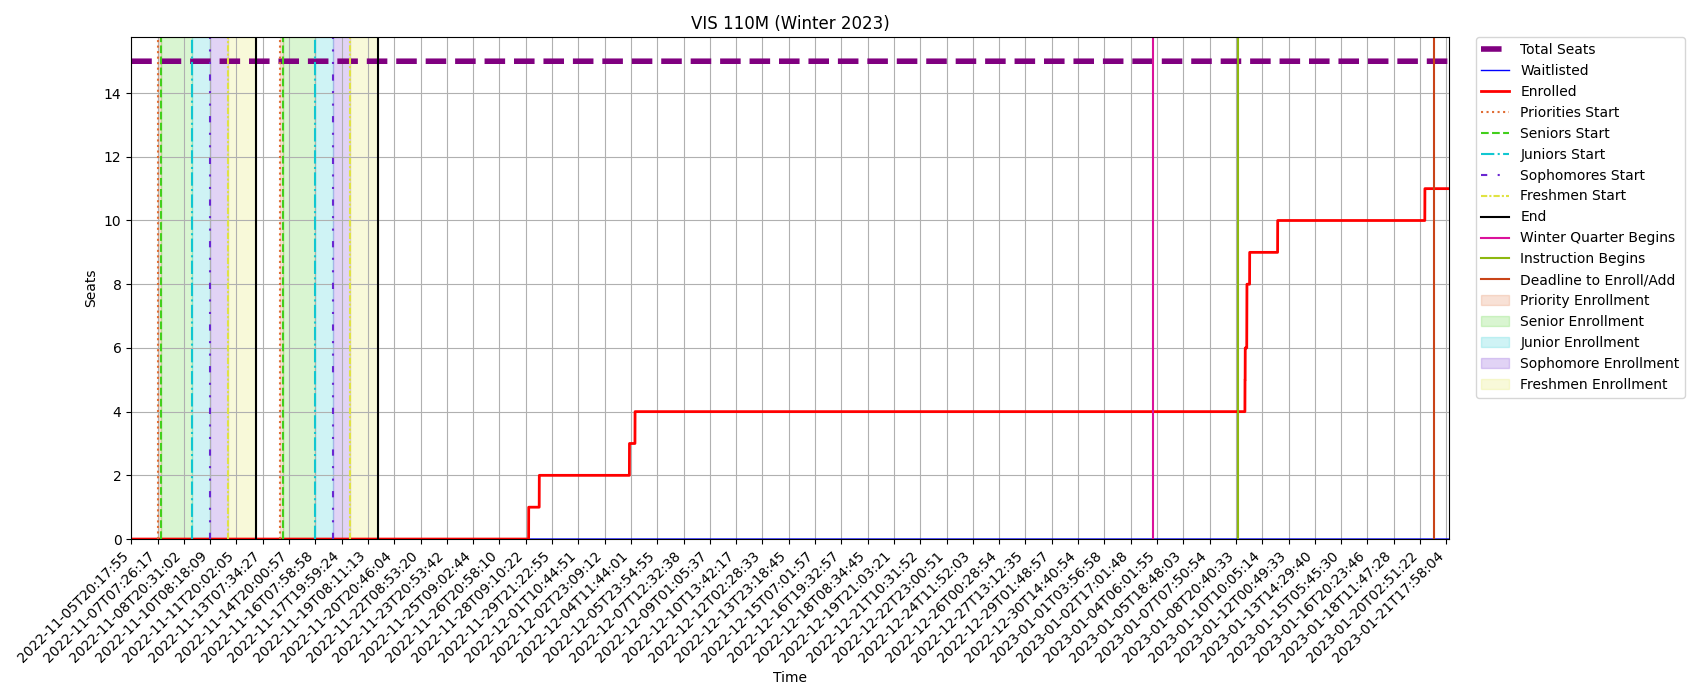 VIS 110M (Winter 2023)
Seats
14
12
10
8
6
4
2
0
2022-11-05T20:17:55
2022-11-07T07:26:17
2022-11-08T20:31:02
2022-11-10T08:18:09
2022-11-11T20:02:05
2022-11-13T07:34:27
2022-11-14T20:00:57
2022-11-16T07:58:58
2022-11-17T19:59:24
2022-11-19T08:11:13
2022-11-20T20:46:04
2022-11-22T08:53:20
2022-11-23T20:53:42
2022-11-25T09:02:44
2022-11-26T20:58:10
2022-11-28T09:10:22
2022-11-29T21:22:55
2022-12-01T10:44:51
2022-12-02T23:09:12
2022-12-04T11:44:01
2022-12-05T23:54:55
2022-12-07T12:32:38
2022-12-09T01:05:37
2022-12-10T13:42:17
2022-12-12T02:28:33
2022-12-13T13:18:45
2022-12-15T07:01:57
2022-12-16T19:32:57
2022-12-18T08:34:45
2022-12-19T21:03:21
2022-12-21T10:31:52
2022-12-22T23:00:51
2022-12-24T11:52:03
2022-12-26T00:28:54
2022-12-27T13:12:35
2022-12-29T01:48:57
2022-12-30T14:40:54
2023-01-01T03:56:58
2023-01-02T17:01:48
2023-01-04T06:01:55
2023-01-05T18:48:03
2023-01-07T07:50:54
2023-01-08T20:40:33
2023-01-10T10:05:14
2023-01-12T00:49:33
2023-01-13T14:29:40
2023-01-15T05:45:30
2023-01-16T20:23:46
2023-01-18T11:47:28
2023-01-20T02:51:22
2023-01-21T17:58:04
Time
Total Seats
Waitlisted
Enrolled
Priorities Start
Seniors Start
Juniors Start
Sophomores Start
Freshmen Start
End
Winter Quarter Begins
Instruction Begins
Deadline to Enroll/Add
Priority Enrollment
Senior Enrollment
Junior Enrollment
Sophomore Enrollment
Freshmen Enrollment